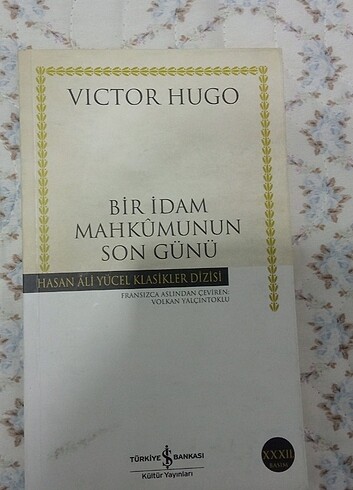 VICTOR HUGO
BİR İDAM
MAHKÛMUNUN
SON GÜNÜ
HASAN ÂLİ YÜCEL KLASİKLER DİZİSİ
FRANSIZCA ASLINDAN ÇEVİREN:
VOLKAN YALÇINTOKLU
XXXII.
BASIM
TÜRKİYE İŞ BANKASI
Kültür Yayınları